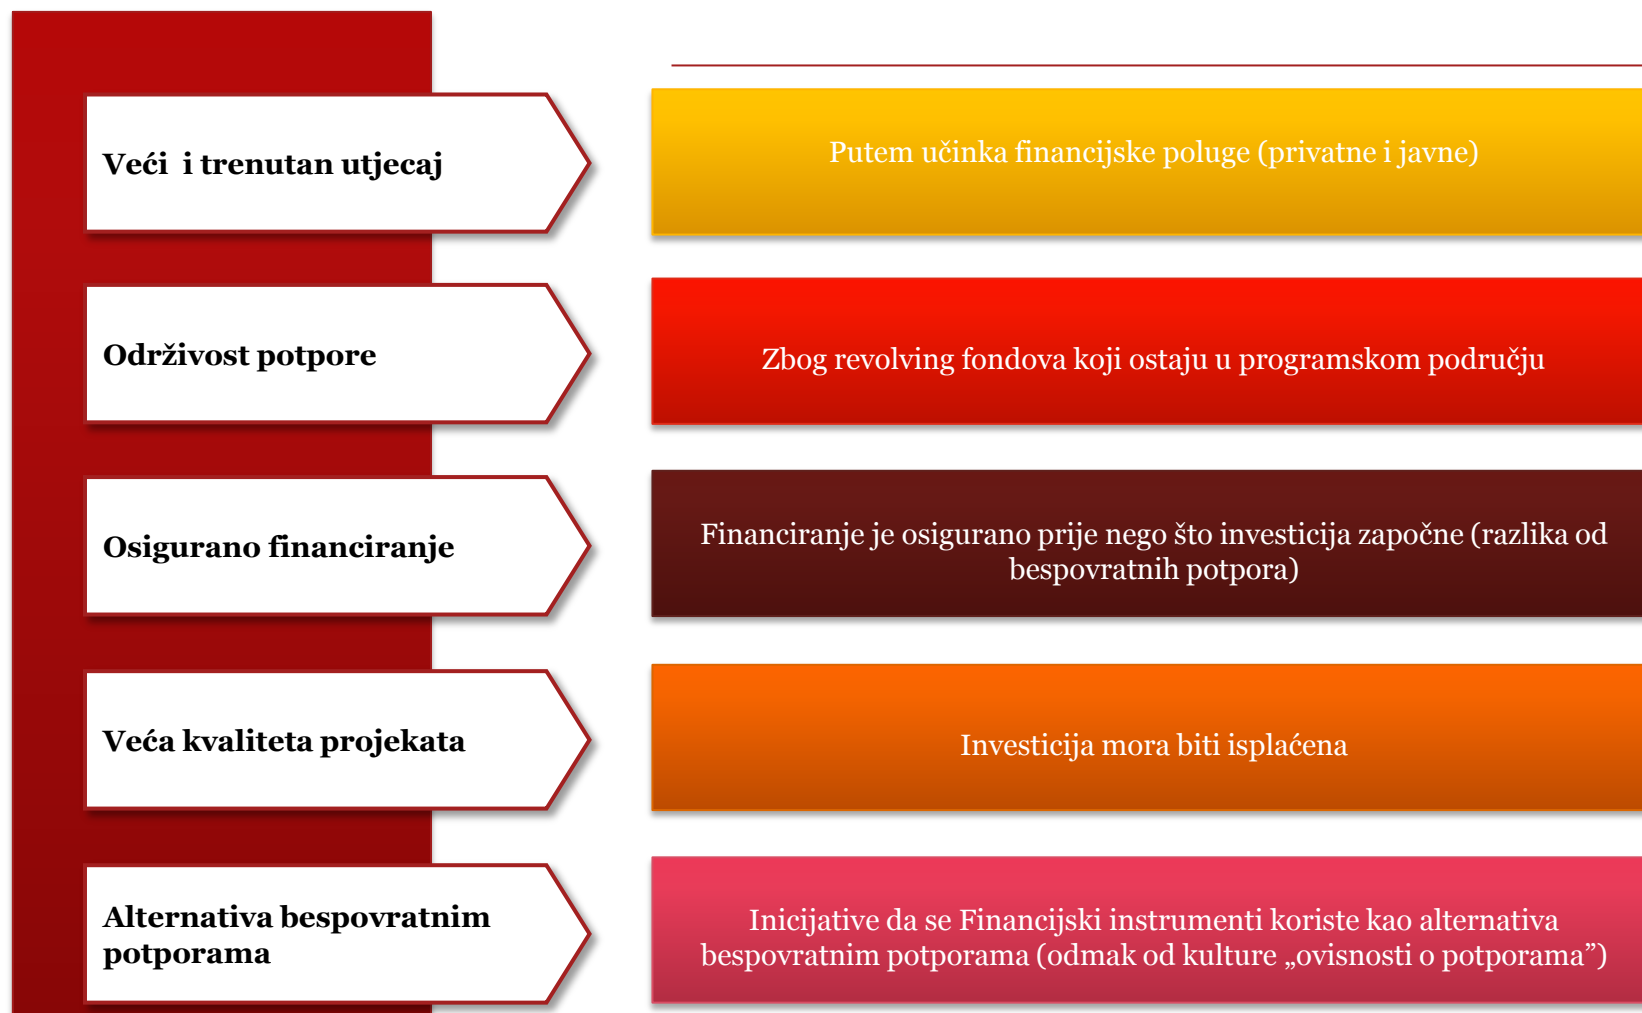 Veći i trenutan utjecaj
Putem učinka financijske poluge (privatne i javne)
Održivost potpore
Zbog revolving fondova koji ostaju u programskom području
Osigurano financiranje
Financiranje je osigurano prije nego što investicija započne (razlika od
bespovratnih potpora)
Veća kvaliteta projekata
Investicija mora biti isplaćena
Alternativa bespovratnim
potporama
Inicijative da se Financijski instrumenti koriste kao alternativa
bespovratnim potporama (odmak od kulture „ovisnosti o potporama”)